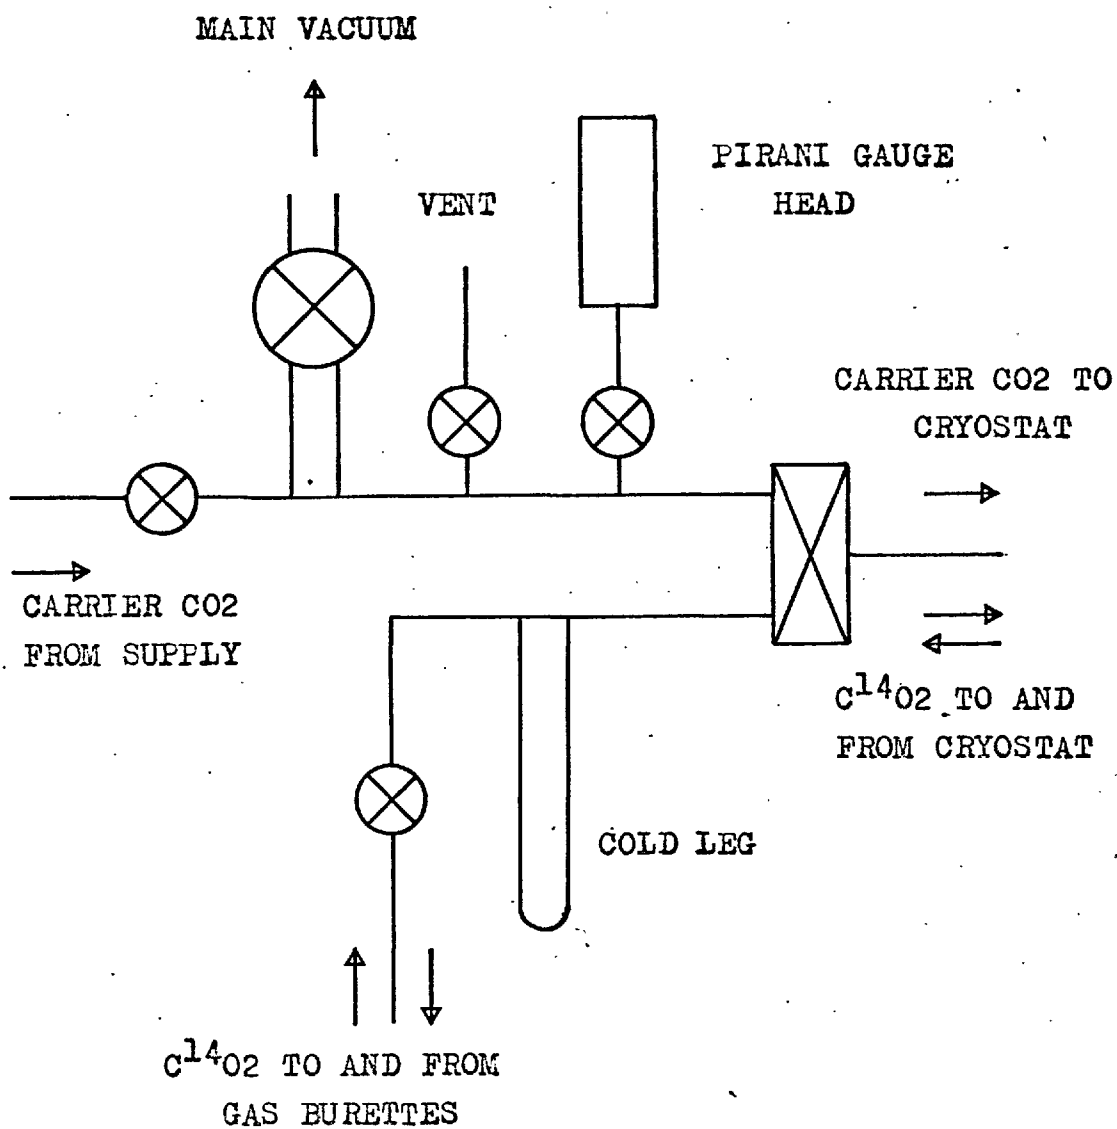 MAIN VACUUM
VENT
PIRANI GAUGE
HEAD
CARRIER CO2 TO
CRYOSTAT
CARRIER CO2
FROM SUPPLY
C¹⁴O2 TO AND
FROM CRYOSTAT
COLD LEG
C¹⁴O2 TO AND FROM
GAS BURETTES